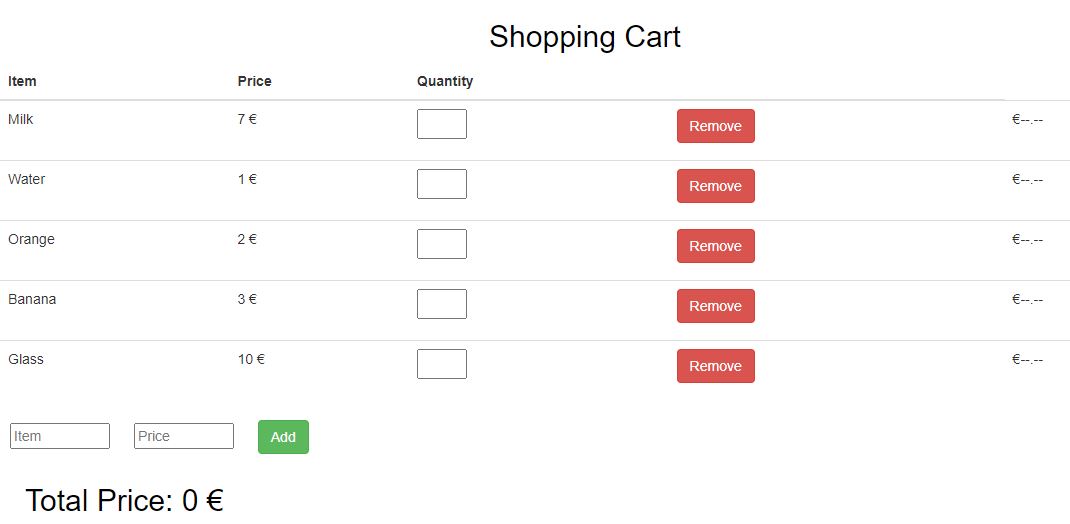 Shopping Cart
Item Price Quantity
Milk 7 € Remove €--.--
Water 1 € Remove €--.--
Orange 2 € Remove €--.--
Banana 3 € Remove €--.--
Glass 10 € Remove €--.--
Item Price Add
Total Price: 0 €